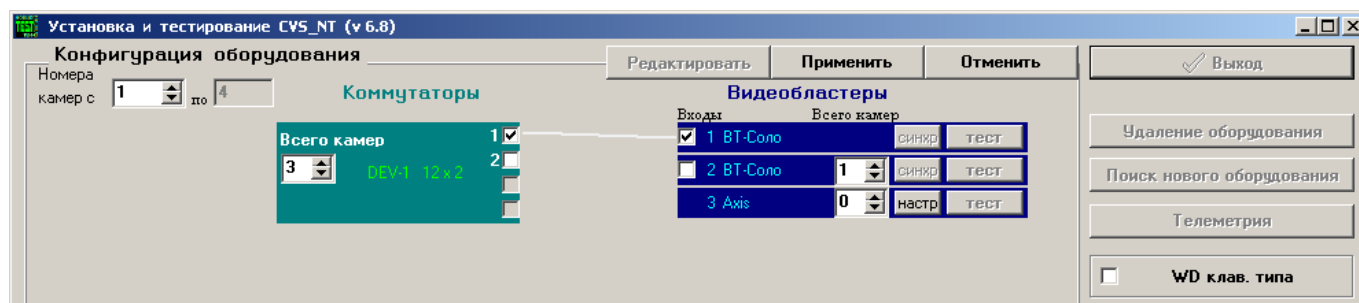 Установка и тестирование CVS_NT (v 6.8)
Конфигурация оборудования
Редактировать Применить Отменить
Выход
Номера
камер с 1 по 4
Коммутаторы
Видеобластеры
Входы Всего камер
Всего камер 1
3 DEV-1 12 x 2 2
1 BT-Соло синхр тест
2 BT-Соло 1 синхр тест
3 Axis 0 настр тест
Удаление оборудования
Поиск нового оборудования
Телеметрия
WD клав. типа